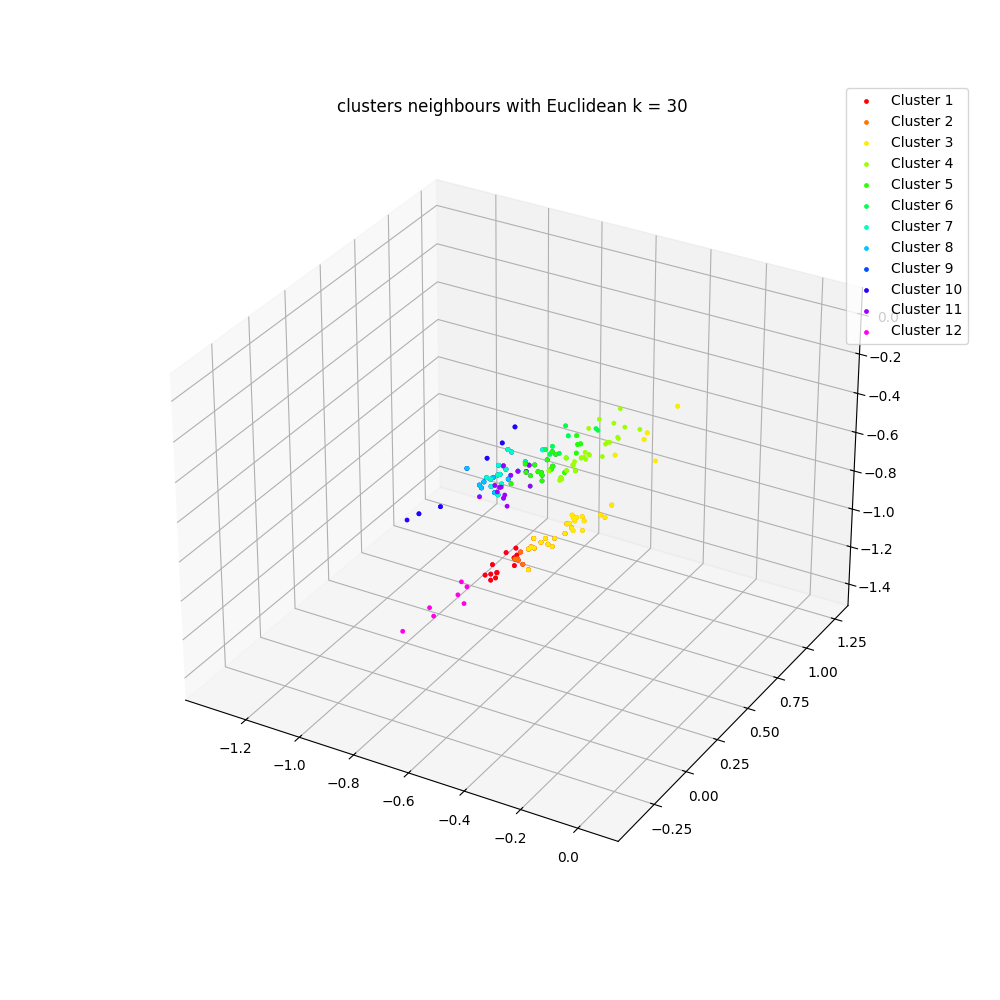 clusters neighbours with Euclidean k = 30
Cluster 1
Cluster 2
Cluster 3
Cluster 4
Cluster 5
Cluster 6
Cluster 7
Cluster 8
Cluster 9
Cluster 10
Cluster 11
Cluster 12
0.0
−0.2
−0.4
−0.6
−0.8
−1.0
−1.2
−1.4
1.25
1.00
0.75
0.50
0.25
0.00
−0.25
−1.2
−1.0
−0.8
−0.6
−0.4
−0.2
0.0